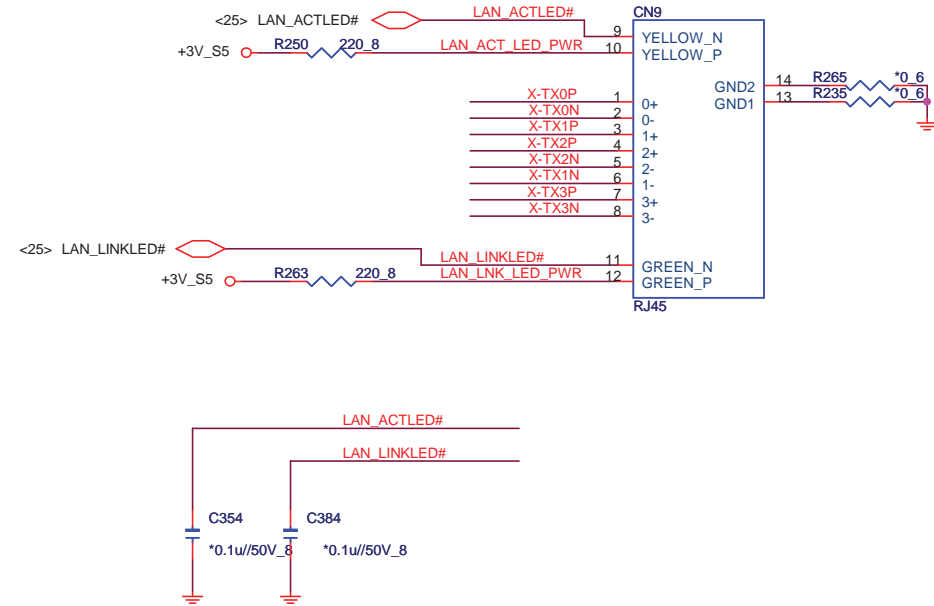 <25> LAN_ACTLED# LAN_ACTLED# CN9
9 YELLOW_N
+3V_S5 R250 220_8 LAN_ACT_LED_PWR 10 YELLOW_P
GND2 14 R265 *0_6
GND1 13 R235 *0_6
X-TX0P 1 0+
X-TX0N 2 0-
X-TX1P 3 1+
X-TX2P 4 2+
X-TX2N 5 2-
X-TX1N 6 1-
X-TX3P 7 3+
X-TX3N 8 3-
<25> LAN_LINKLED# LAN_LINKLED# 11 GREEN_N
+3V_S5 R263 220_8 LAN_LNK_LED_PWR 12 GREEN_P
RJ45
LAN_ACTLED#
LAN_LINKLED#
C354 C384
*0.1u//50V_8 *0.1u//50V_8